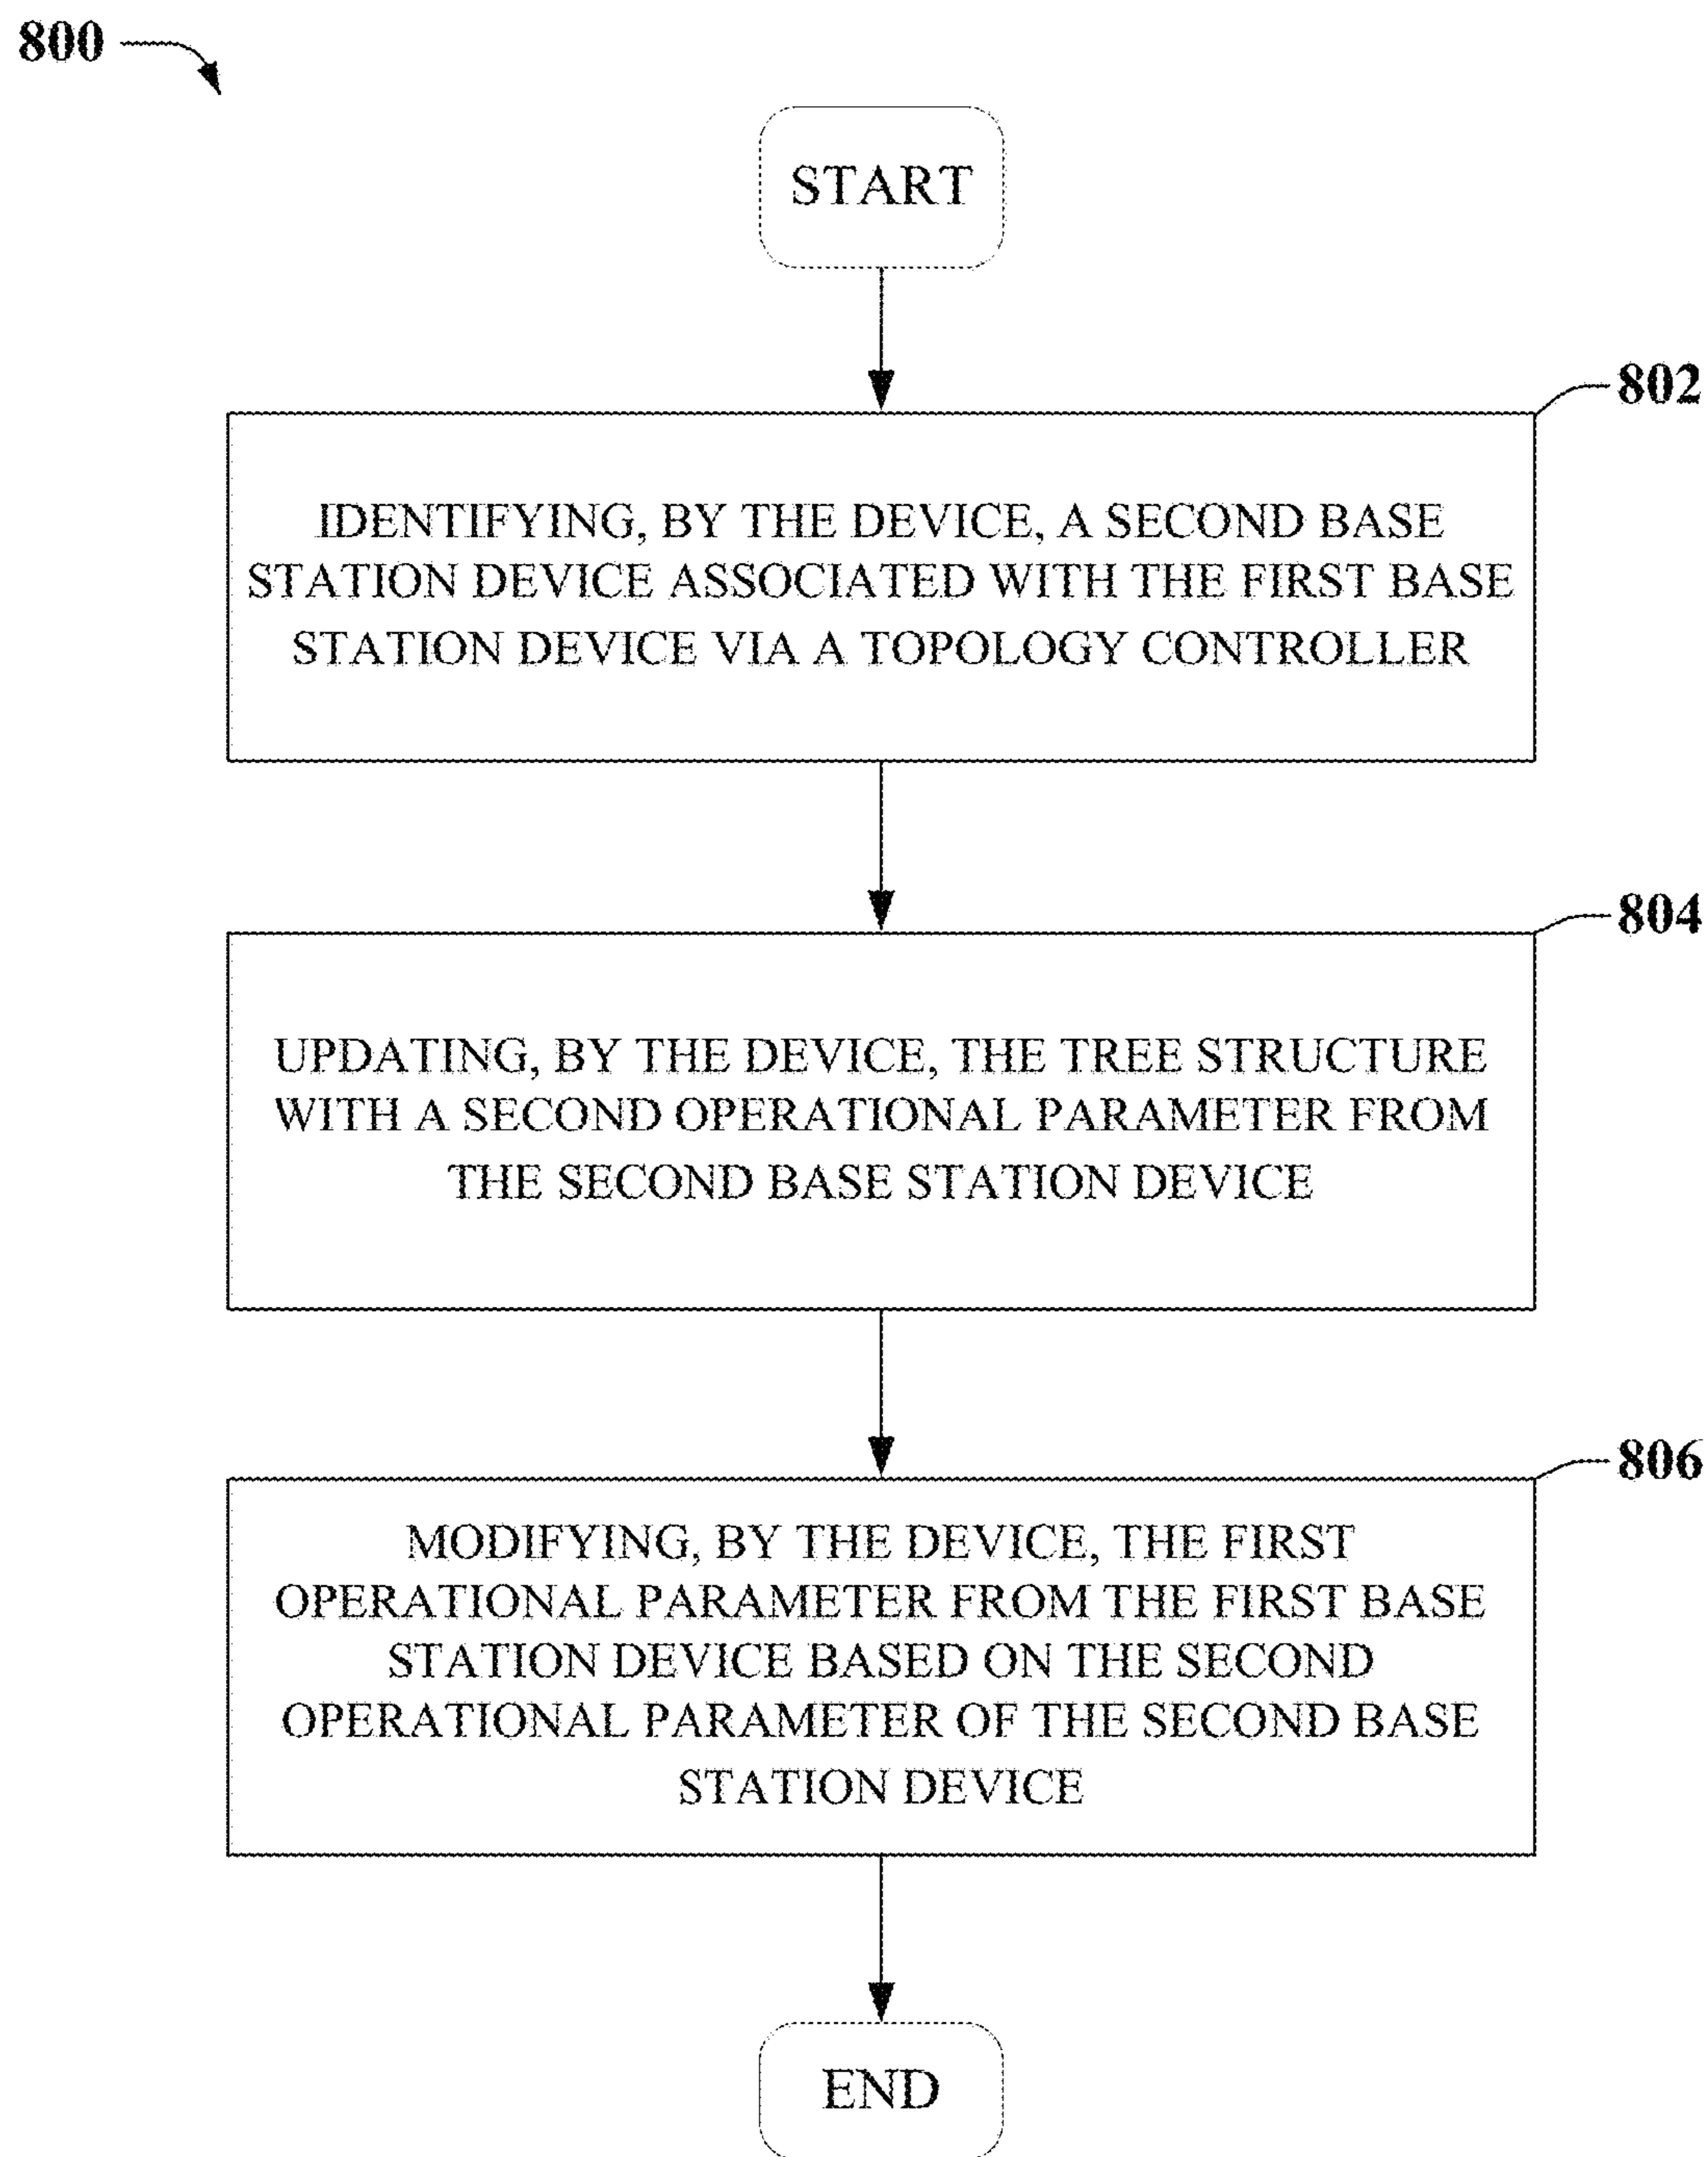 800
START
802
IDENTIFYING, BY THE DEVICE, A SECOND BASE
STATION DEVICE ASSOCIATED WITH THE FIRST BASE
STATION DEVICE VIA A TOPOLOGY CONTROLLER
804
UPDATING, BY THE DEVICE, THE TREE STRUCTURE
WITH A SECOND OPERATIONAL PARAMETER FROM
THE SECOND BASE STATION DEVICE
806
MODIFYING, BY THE DEVICE, THE FIRST
OPERATIONAL PARAMETER FROM THE FIRST BASE
STATION DEVICE BASED ON THE SECOND
OPERATIONAL PARAMETER OF THE SECOND BASE
STATION DEVICE
END